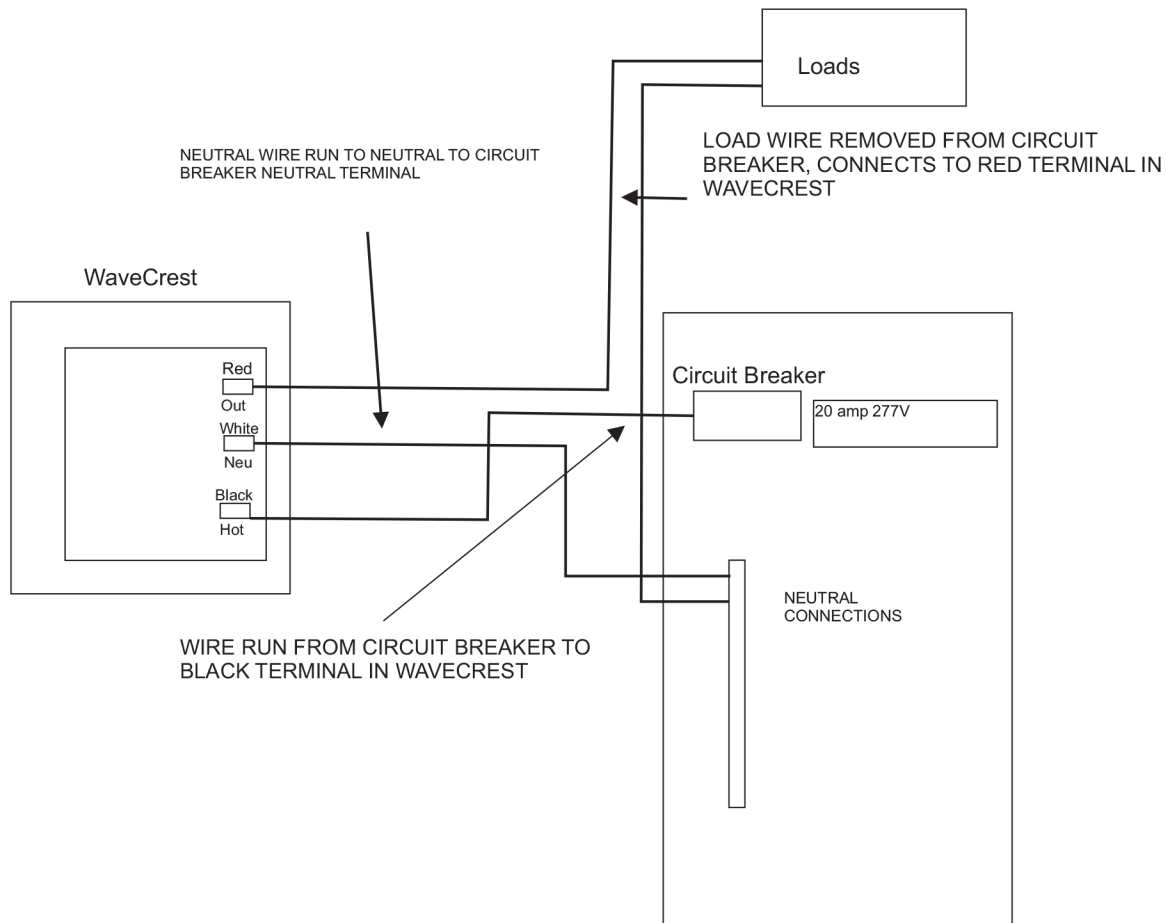 Loads
LOAD WIRE REMOVED FROM CIRCUIT
BREAKER, CONNECTS TO RED TERMINAL IN
WAVECREST
NEUTRAL WIRE RUN TO NEUTRAL TO CIRCUIT
BREAKER NEUTRAL TERMINAL
WaveCrest
Red
Out
White
Neu
Black
Hot
Circuit Breaker
20 amp 277V
NEUTRAL
CONNECTIONS
WIRE RUN FROM CIRCUIT BREAKER TO
BLACK TERMINAL IN WAVECREST